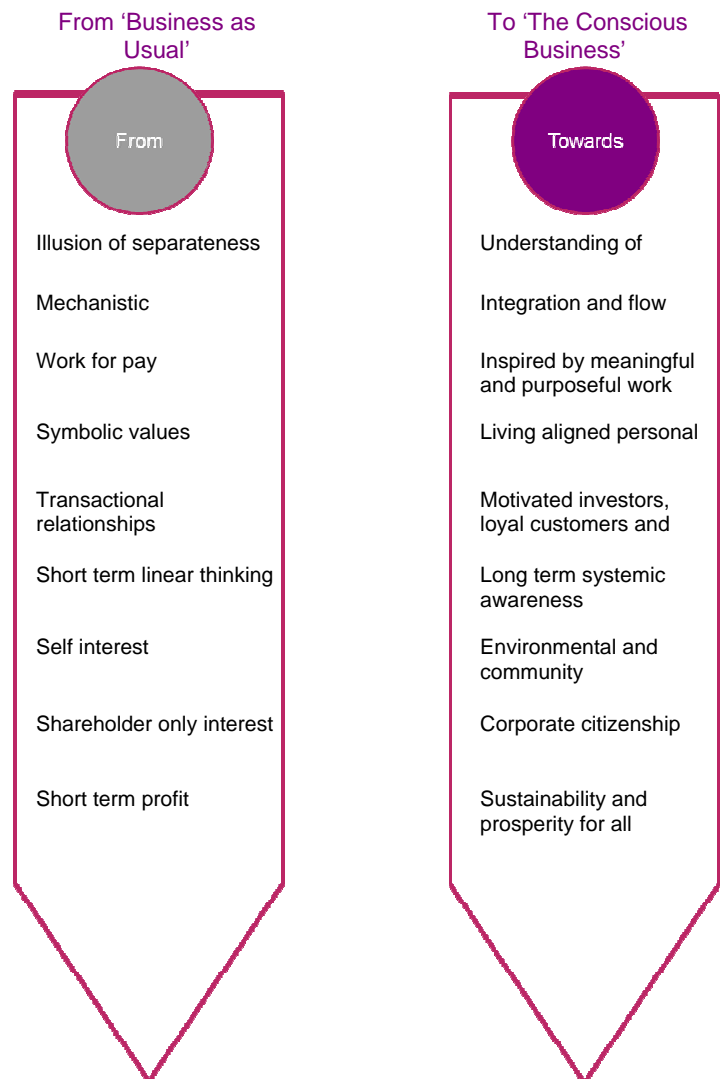 From ‘Business as
Usual’
From
Illusion of separateness
Mechanistic
Work for pay
Symbolic values
Transactional
relationships
Short term linear thinking
Self interest
Shareholder only interest
Short term profit
To ‘The Conscious
Business’
Towards
Understanding of
Integration and flow
Inspired by meaningful
and purposeful work
Living aligned personal
Motivated investors,
loyal customers and
Long term systemic
awareness
Environmental and
community
Corporate citizenship
Sustainability and
prosperity for all